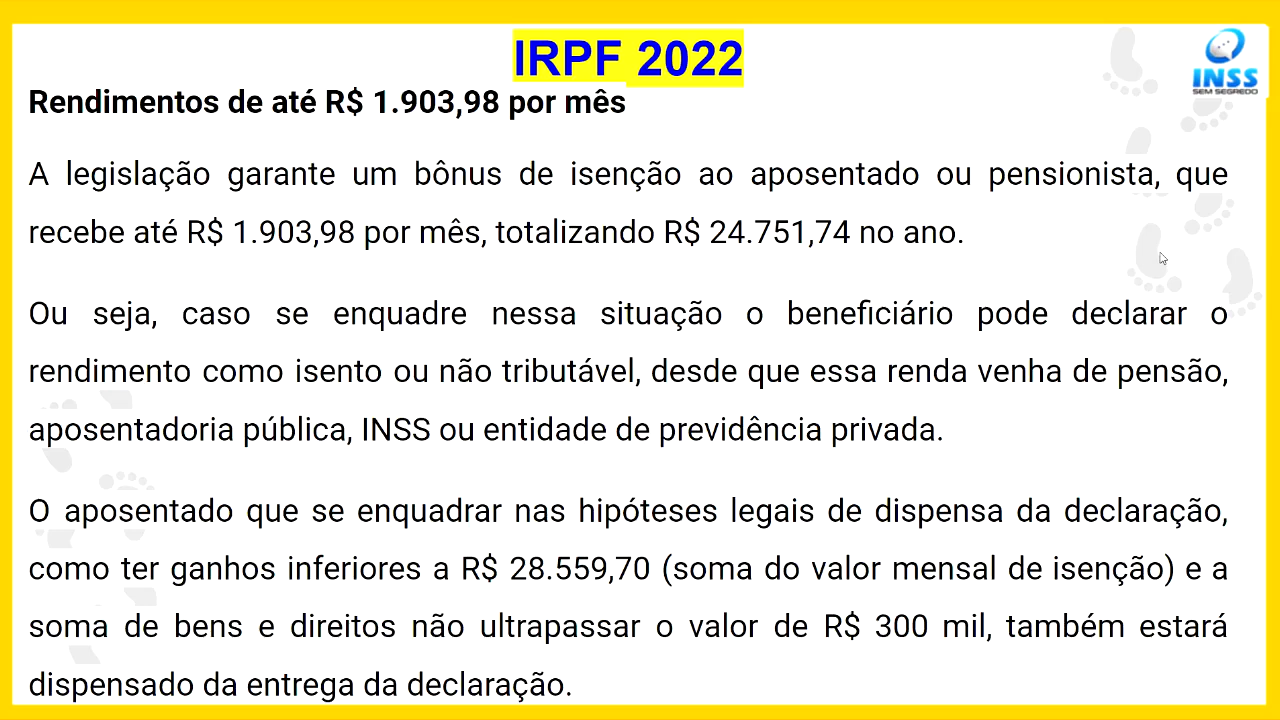 IRPF 2022
INSS
SEM SEGREDO
Rendimentos de até R$ 1.903,98 por mês
A legislação garante um bônus de isenção ao aposentado ou pensionista, que
recebe até R$ 1.903,98 por mês, totalizando R$ 24.751,74 no ano.
Ou seja, caso se enquadre nessa situação o beneficiário pode declarar o
rendimento como isento ou não tributável, desde que essa renda venha de pensão,
aposentadoria pública, INSS ou entidade de previdência privada.
O aposentado que se enquadrar nas hipóteses legais de dispensa da declaração,
como ter ganhos inferiores a R$ 28.559,70 (soma do valor mensal de isenção) e a
soma de bens e direitos não ultrapassar o valor de R$ 300 mil, também estará
dispensado da entrega da declaração.